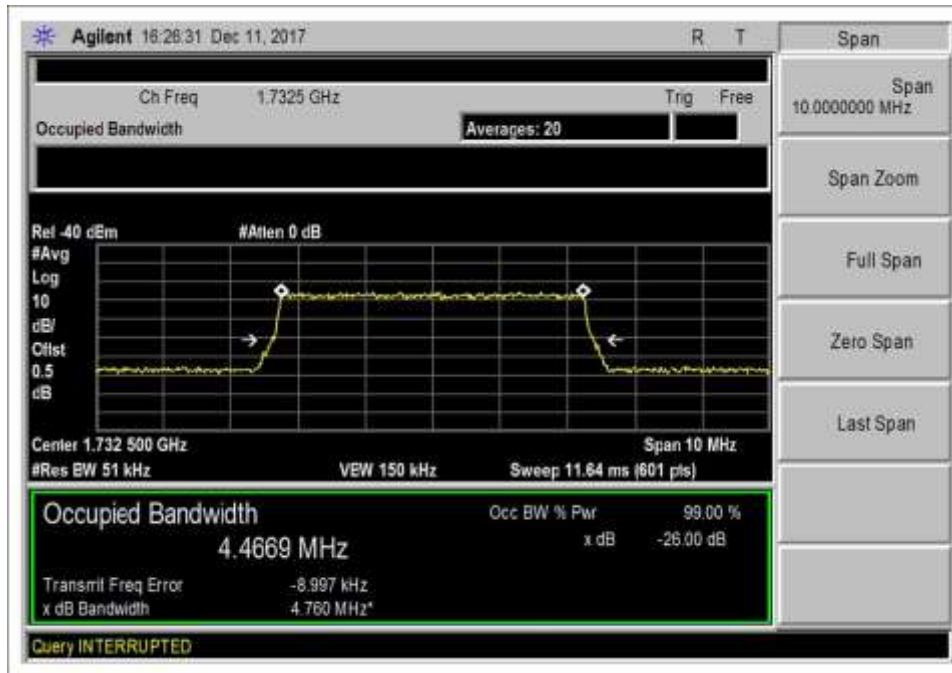 Agilent 16:26:31 Dec 11, 2017 R T
Span
Ch Freq 1.7325 GHz Trig Free
Occupied Bandwidth Averages: 20
Span
10.0000000 MHz
Span Zoom
Full Span
Zero Span
Last Span
Ref -40 dBm #Atten 0 dB
#Avg
Log
10
dB/
Offst
0.5
dB
Center 1.732 500 GHz Span 10 MHz
#Res BW 51 kHz VBW 150 kHz Sweep 11.64 ms (601 pts)
Occupied Bandwidth Occ BW % Pwr 99.00 %
4.4669 MHz x dB -26.00 dB
Transmit Freq Error -8.997 kHz
x dB Bandwidth 4.760 MHz*
Query INTERRUPTED